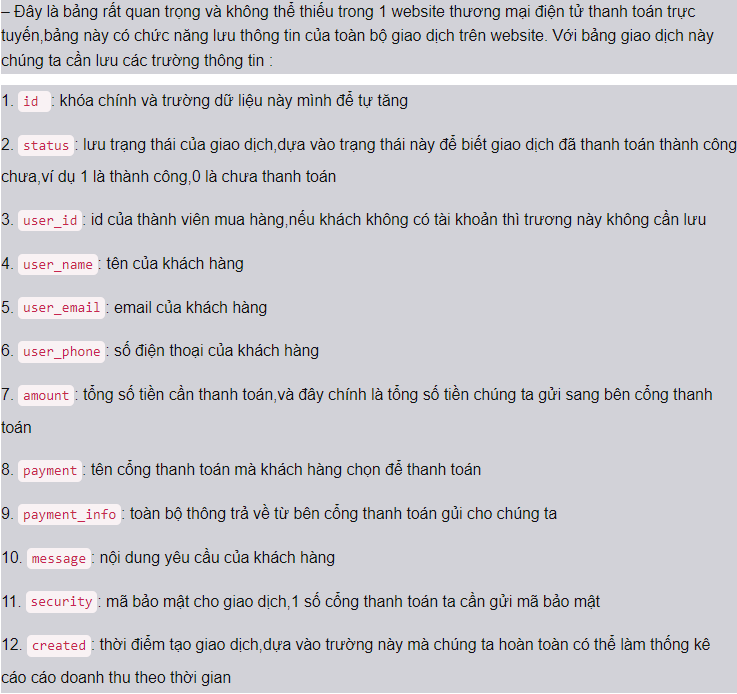 – Đây là bảng rất quan trọng và không thể thiếu trong 1 website thương mại điện tử thanh toán trực
tuyến,bảng này có chức năng lưu thông tin của toàn bộ giao dịch trên website. Với bảng giao dịch này
chúng ta cần lưu các trường thông tin :
1. id : khóa chính và trường dữ liệu này mình để tự tăng
2. status: lưu trạng thái của giao dịch,dựa vào trạng thái này để biết giao dịch đã thanh toán thành công
chưa,ví dụ 1 là thành công,0 là chưa thanh toán
3. user_id: id của thành viên mua hàng,nếu khách không có tài khoản thì trương này không cần lưu
4. user_name: tên của khách hàng
5. user_email: email của khách hàng
6. user_phone: số điện thoại của khách hàng
7. amount: tổng số tiền cần thanh toán,và đây chính là tổng số tiền chúng ta gửi sang bên cổng thanh
toán
8. payment: tên cổng thanh toán mà khách hàng chọn để thanh toán
9. payment_info: toàn bộ thông trả về từ bên cổng thanh toán gủi cho chúng ta
10. message: nội dung yêu cầu của khách hàng
11. security: mã bảo mật cho giao dịch,1 số cổng thanh toán ta cần gửi mã bảo mật
12. created: thời điểm tạo giao dịch,dựa vào trường này mà chúng ta hoàn toàn có thể làm thống kê
cáo cáo doanh thu theo thời gian